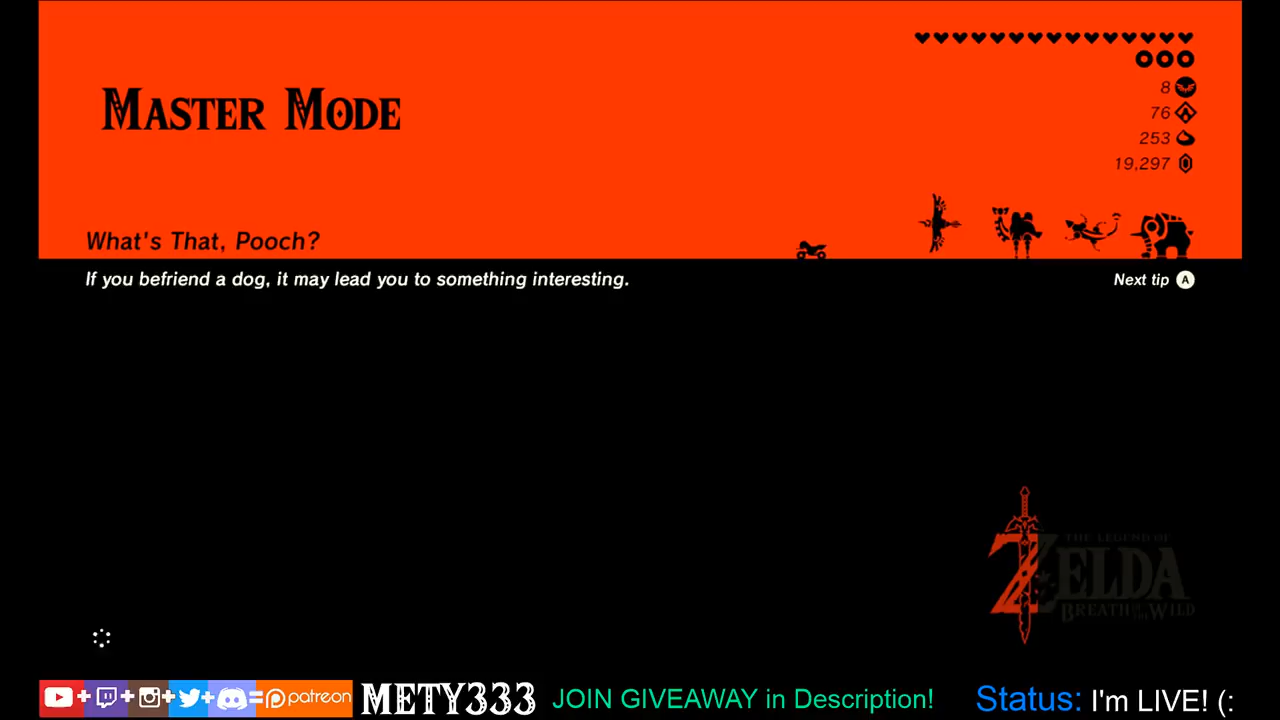 MASTER MODE
8
76
253
19,297
What's That, Pooch?
If you befriend a dog, it may lead you to something interesting.
Next tip A
THE LEGEND OF
ZELDA
BREATH OF THE WILD
+ + + + = patreon METY333 JOIN GIVEAWAY in Description! Status: I'm LIVE! (: